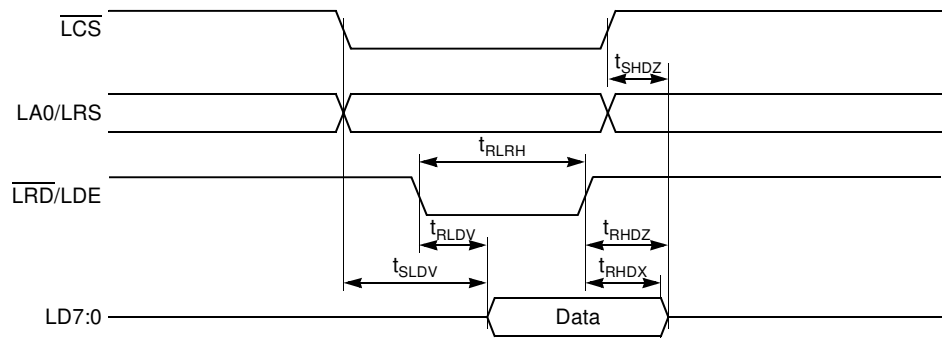 LCS
tSHDZ
LA0/LRS
tRLRH
LRD/LDE
tRLDV
tRHDZ
tSLDV
tRHDX
LD7:0
Data